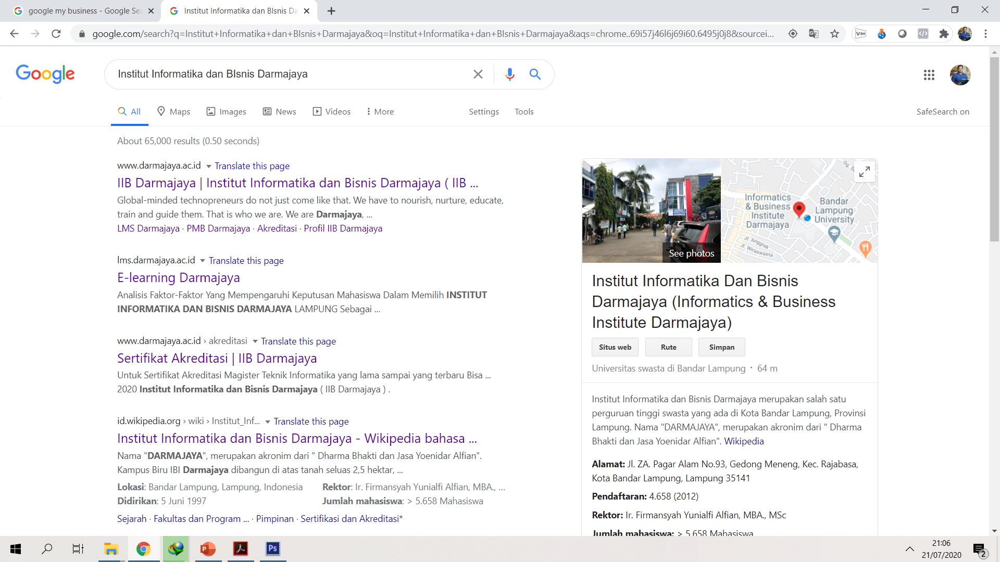 google my business - Google Sea
Institut Informatika dan BIsnis Da
google.com/search?q=Institut+Informatika+dan+BIsnis+Darmajaya&oq=Institut+Informatika+dan+BIsnis+Darmajaya&aqs=chrome..69i57j46l6j69i60.6495j0j8&sourcei...
VM
Google
Institut Informatika dan BIsnis Darmajaya
All
Maps
Images
News
Videos
More
Settings
Tools
SafeSearch on
About 65,000 results (0.50 seconds)
www.darmajaya.ac.id Translate this page
IIB Darmajaya | Institut Informatika dan Bisnis Darmajaya ( IIB ...
Global-minded technopreneurs do not just come like that. We have to nourish, nurture, educate,
train and guide them. That is who we are. We are Darmajaya, ...
LMS Darmajaya · PMB Darmajaya · Akreditasi · Profil IIB Darmajaya
lms.darmajaya.ac.id Translate this page
E-learning Darmajaya
Analisis Faktor-Faktor Yang Mempengaruhi Keputusan Mahasiswa Dalam Memilih INSTITUT
INFORMATIKA DAN BISNIS DARMAJAYA LAMPUNG Sebagai ...
www.darmajaya.ac.id › akreditasi Translate this page
Sertifikat Akreditasi | IIB Darmajaya
Untuk Sertifikat Akreditasi Magister Teknik Informatika yang lama sampai yang terbaru Bisa ...
2020 Institut Informatika dan Bisnis Darmajaya ( IIB Darmajaya ) .
id.wikipedia.org › wiki › Institut_Inf... Translate this page
Institut Informatika dan Bisnis Darmajaya - Wikipedia bahasa ...
Nama "DARMAJAYA", merupakan akronim dari " Dharma Bhakti dan Jasa Yoenidar Alfian".
Kampus Biru IBI Darmajaya dibangun di atas tanah seluas 2,5 hektar, ...
Lokasi: Bandar Lampung, Lampung, Indonesia
Rektor: Ir. Firmansyah Yunialfi Alfian, MBA., ...
Didirikan: 5 Juni 1997
Jumlah mahasiswa: > 5.658 Mahasiswa
Sejarah · Fakultas dan Program ... · Pimpinan · Sertifikasi dan Akreditasi*
See photos
Gg. S
Informatics
& Business
Institute
Darmajaya
Bandar
Lampung
University
Jl. Anggrek
Jl. Wiraswasta
Institut Informatika Dan Bisnis
Darmajaya (Informatics & Business
Institute Darmajaya)
Situs web
Rute
Simpan
Universitas swasta di Bandar Lampung · 64 m
Institut Informatika dan Bisnis Darmajaya merupakan salah satu
perguruan tinggi swasta yang ada di Kota Bandar Lampung, Provinsi
Lampung. Nama "DARMAJAYA", merupakan akronim dari " Dharma
Bhakti dan Jasa Yoenidar Alfian". Wikipedia
Alamat: Jl. ZA. Pagar Alam No.93, Gedong Meneng, Kec. Rajabasa,
Kota Bandar Lampung, Lampung 35141
Pendaftaran: 4.658 (2012)
Rektor: Ir. Firmansyah Yunialfi Alfian, MBA., MSc
Jumlah mahasiswa: > 5.658 Mahasiswa
Ps
21:06
21/07/2020
2